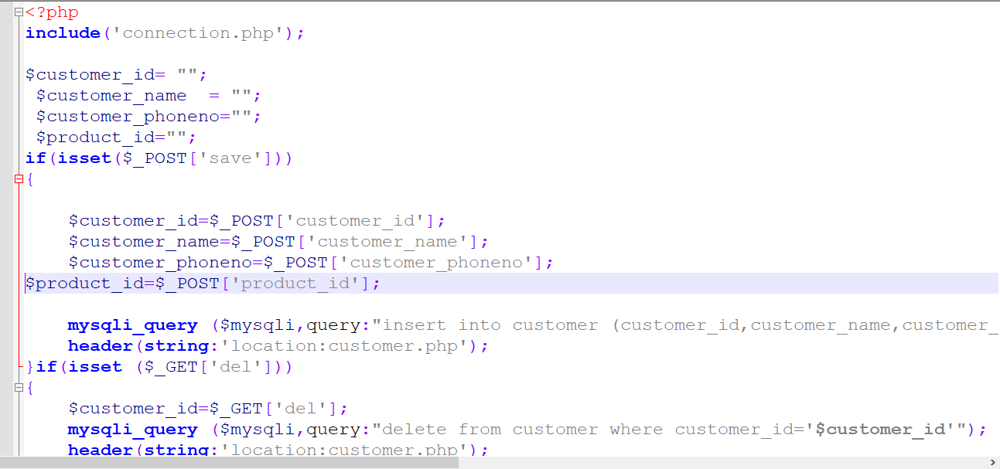 <?php
include('connection.php');
$customer_id= "";
$customer_name  = "";
$customer_phoneno="";
$product_id="";
if(isset($_POST['save']))
{
$customer_id=$_POST['customer_id'];
$customer_name=$_POST['customer_name'];
$customer_phoneno=$_POST['customer_phoneno'];
$product_id=$_POST['product_id'];
mysqli_query ($mysqli,query:"insert into customer (customer_id,customer_name,customer_
header(string:'location:customer.php');
}if(isset ($_GET['del']))
{
$customer_id=$_GET['del'];
mysqli_query ($mysqli,query:"delete from customer where customer_id='$customer_id'");
header(string:'location:customer.php');